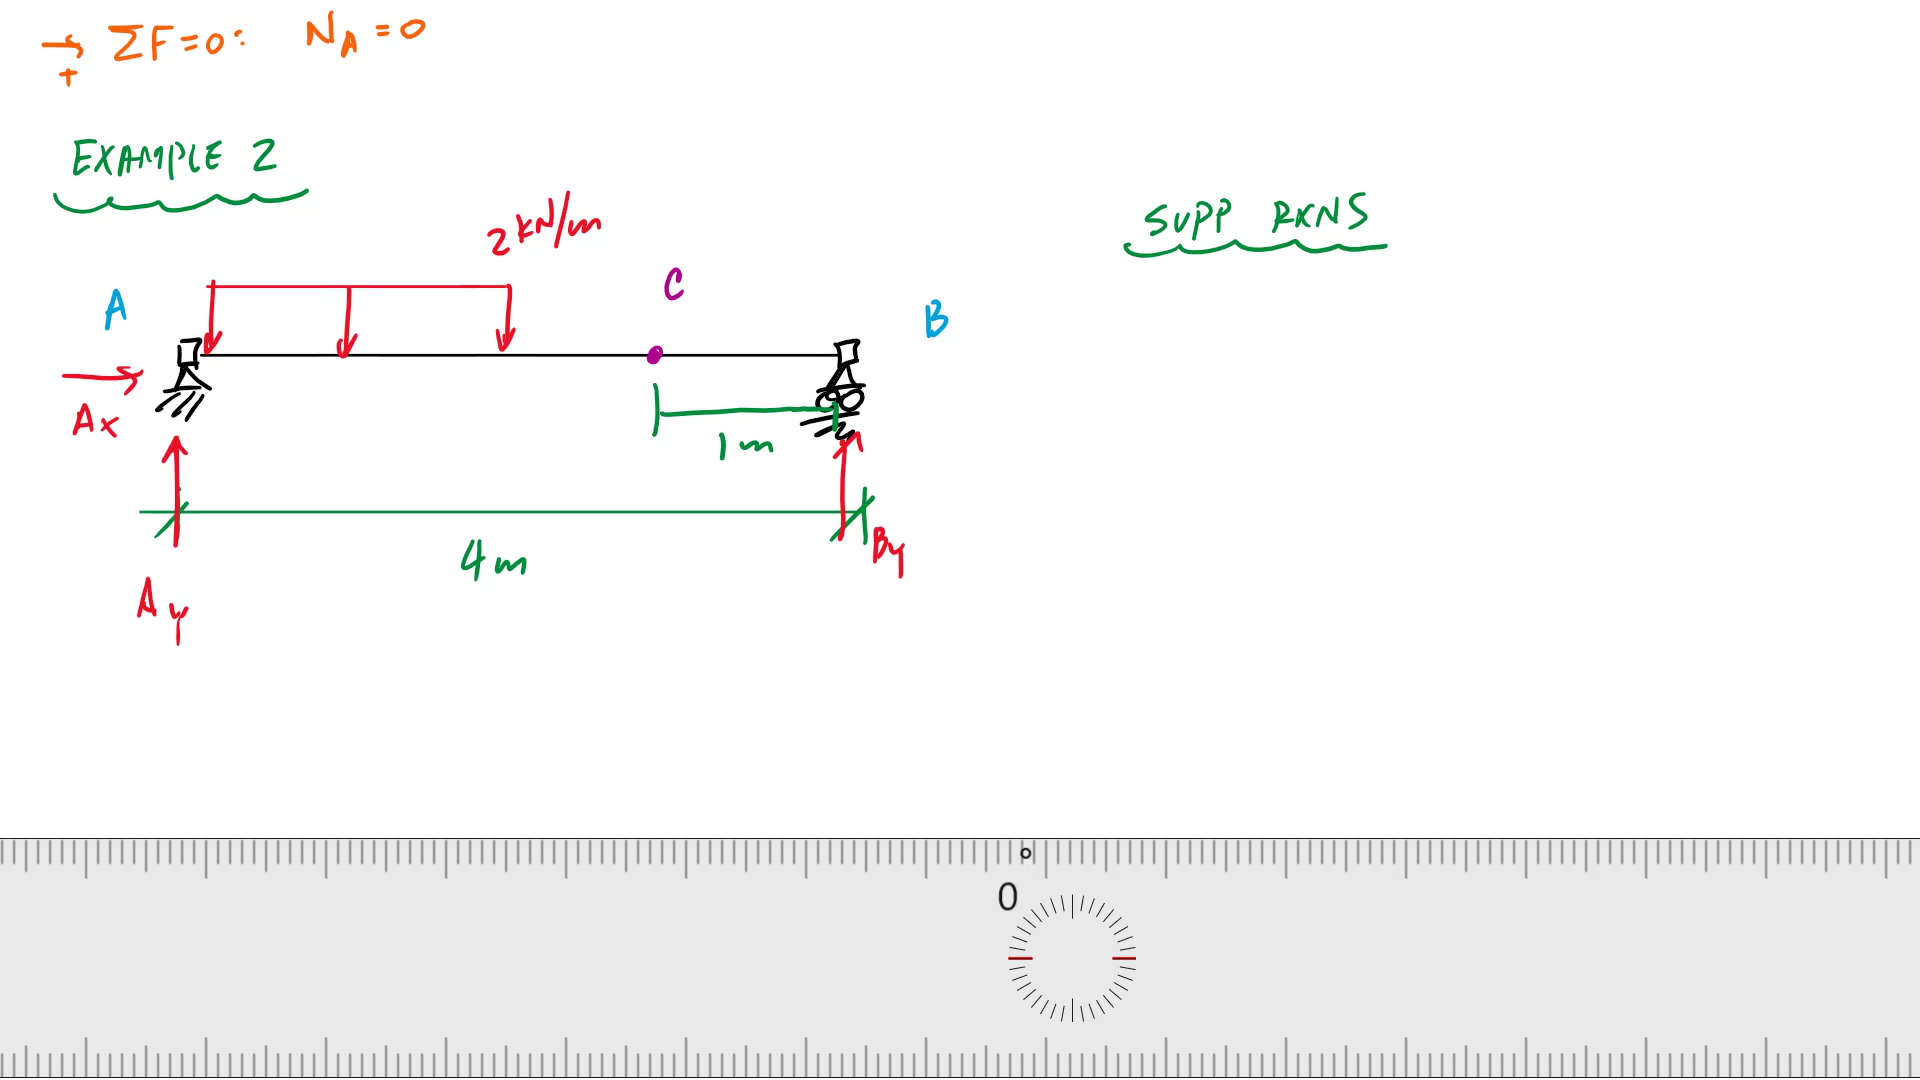 →+ ΣF=0: N_A=0
EXAMPLE 2
SUPP RXNS
2 kN/m
A
C
B
Ax
1 m
By
4 m
Ay
0